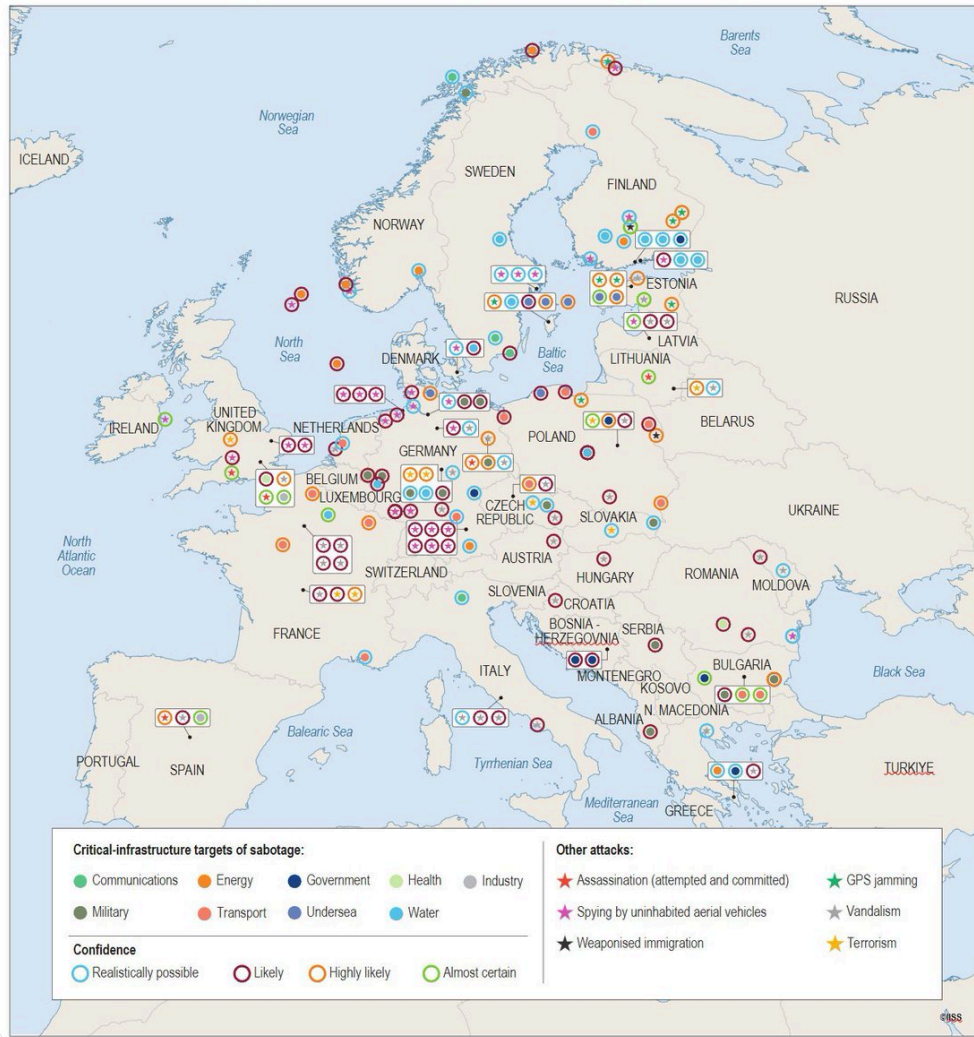 Barents
Sea
Norwegian
Sea
ICELAND
SWEDEN
FINLAND
NORWAY
ESTONIA
RUSSIA
North
Sea
LATVIA
DENMARK
Baltic
Sea
LITHUANIA
UNITED
KINGDOM
IRELAND
NETHERLANDS
BELARUS
POLAND
GERMANY
BELGIUM
LUXEMBOURG
CZECH
REPUBLIC
SLOVAKIA
UKRAINE
North
Atlantic
Ocean
AUSTRIA
SWITZERLAND
HUNGARY
ROMANIA
MOLDOVA
SLOVENIA
CROATIA
FRANCE
BOSNIA -
HERZEGOVNIA
SERBIA
ITALY
MONTENEGRO
BULGARIA
Black Sea
KOSOVO
N. MACEDONIA
ALBANIA
Balearic Sea
PORTUGAL
SPAIN
Tyrrhenian Sea
TURKIYE
Mediterranean
Sea
GREECE
Critical-infrastructure targets of sabotage:
Communications
Energy
Government
Health
Industry
Military
Transport
Undersea
Water
Confidence
Realistically possible
Likely
Highly likely
Almost certain
Other attacks:
Assassination (attempted and committed)
GPS jamming
Spying by uninhabited aerial vehicles
Vandalism
Weaponised immigration
Terrorism
©IISS